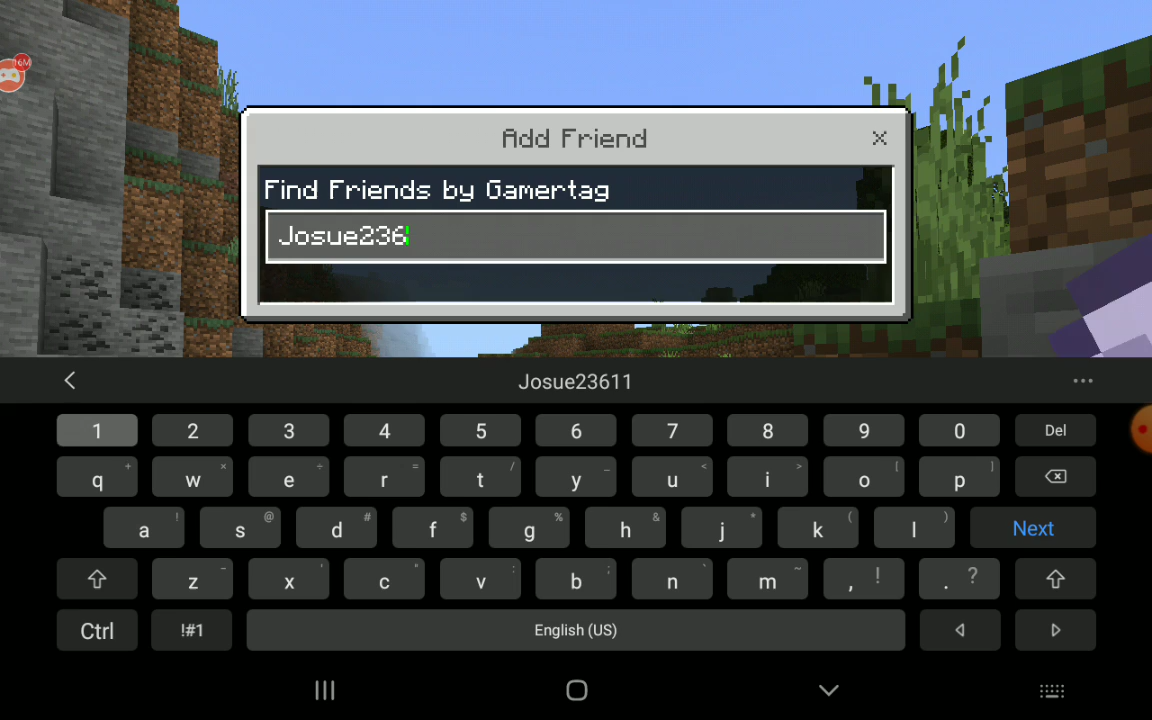 16M
Add Friend
Find Friends by Gamertag
Josue236
Josue23611
1 2 3 4 5 6 7 8 9 0 Del
q + w × e ÷ r = t / y _ u < i > o [ p ]
a ! s @ d # f $ g % h & j * k ( l ) Next
z - x ' c " v : b ; n ` m ~ , ! . ?
Ctrl !#1 English (US)